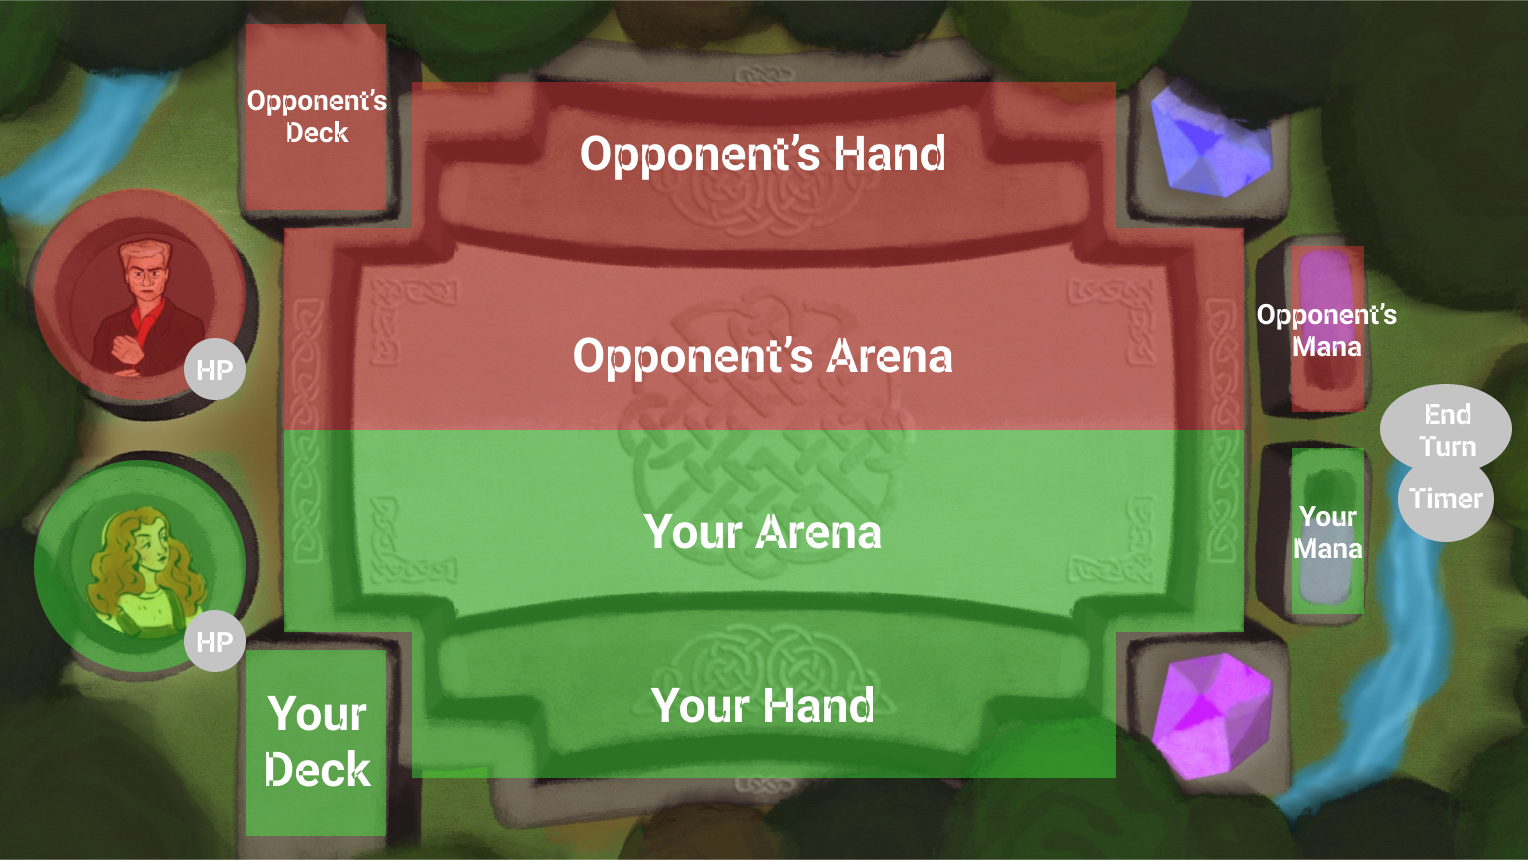 Opponent’s
Deck
Opponent’s Hand
Opponent’s Arena
HP
Opponent’s
Mana
End
Turn
Timer
Your Arena
Your
Mana
HP
Your Hand
Your
Deck